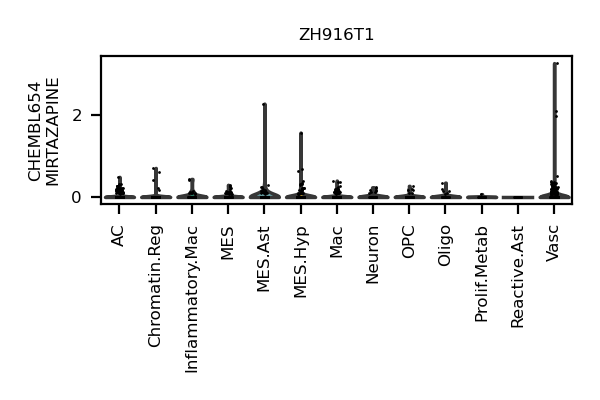 ZH916T1
CHEMBL654
MIRTAZAPINE
2
0
AC
Chromatin.Reg
Inflammatory.Mac
MES
MES.Ast
MES.Hyp
Mac
Neuron
OPC
Oligo
Prolif.Metab
Reactive.Ast
Vasc